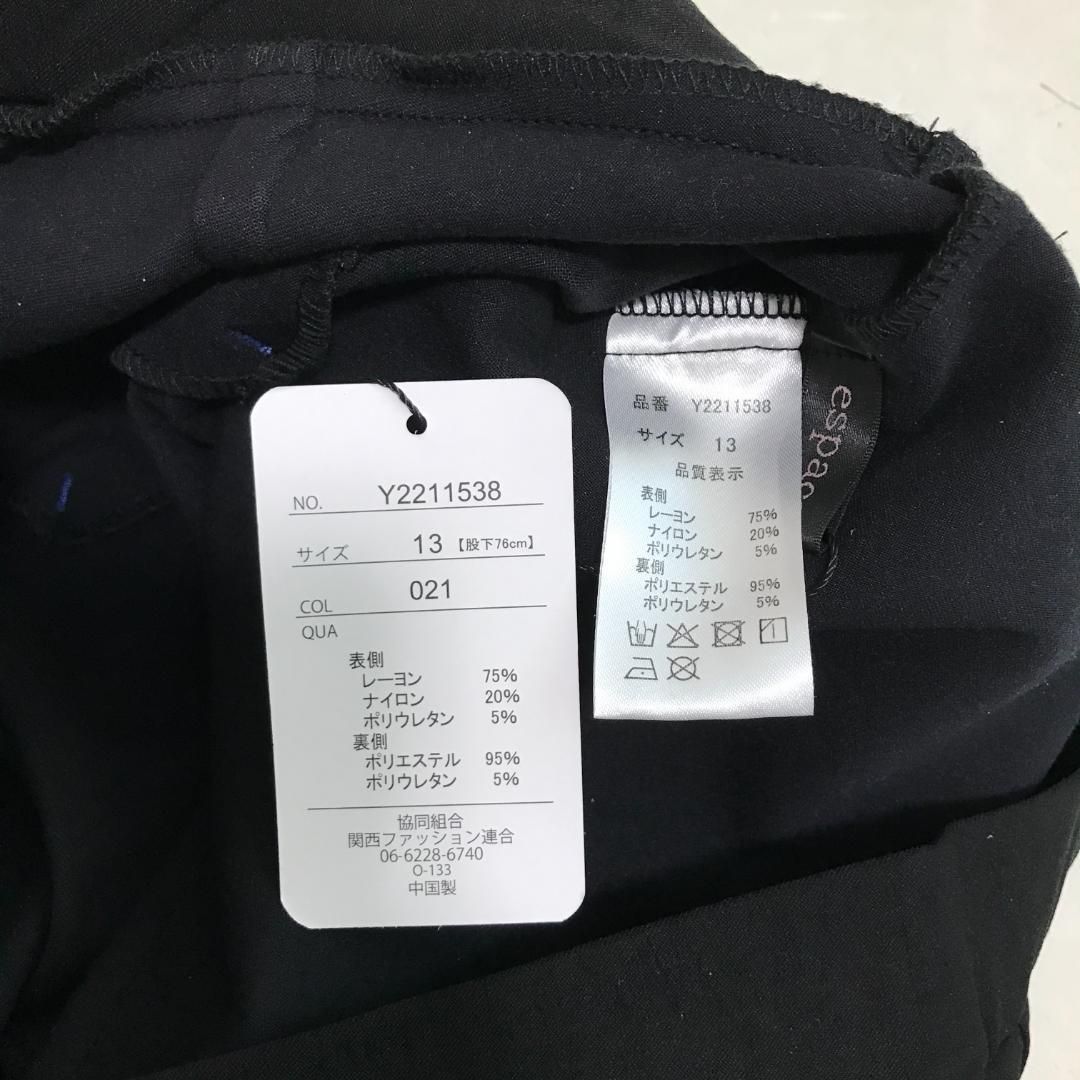 NO. Y2211538
サイズ 13 【股下76cm】
COL 021
QUA
表側
レーヨン 75%
ナイロン 20%
ポリウレタン 5%
裏側
ポリエステル 95%
ポリウレタン 5%
協同組合
関西ファッション連合
06-6228-6740
O-133
中国製
品番 Y2211538
サイズ 13
品質表示
表側
レーヨン 75%
ナイロン 20%
ポリウレタン 5%
裏側
ポリエステル 95%
ポリウレタン 5%